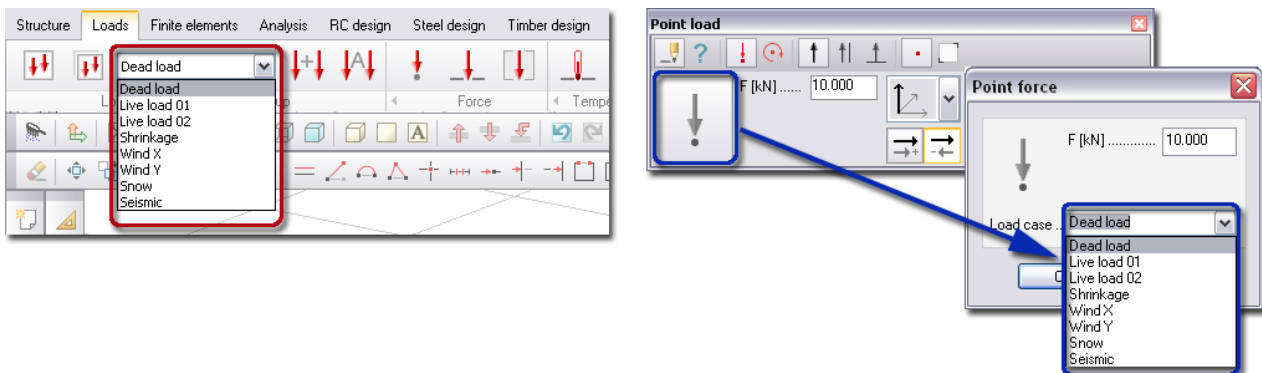 Structure Loads Finite elements Analysis RC design Steel design Timber design
Dead load
Dead load
Live load 01
Live load 02
Shrinkage
Wind X
Wind Y
Snow
Seismic
Force
A
Point load
?
F [kN] ...... 10.000
Point force
F [kN] ............. 10.000
Load case .. Dead load
Dead load
Live load 01
Live load 02
Shrinkage
Wind X
Wind Y
Snow
Seismic